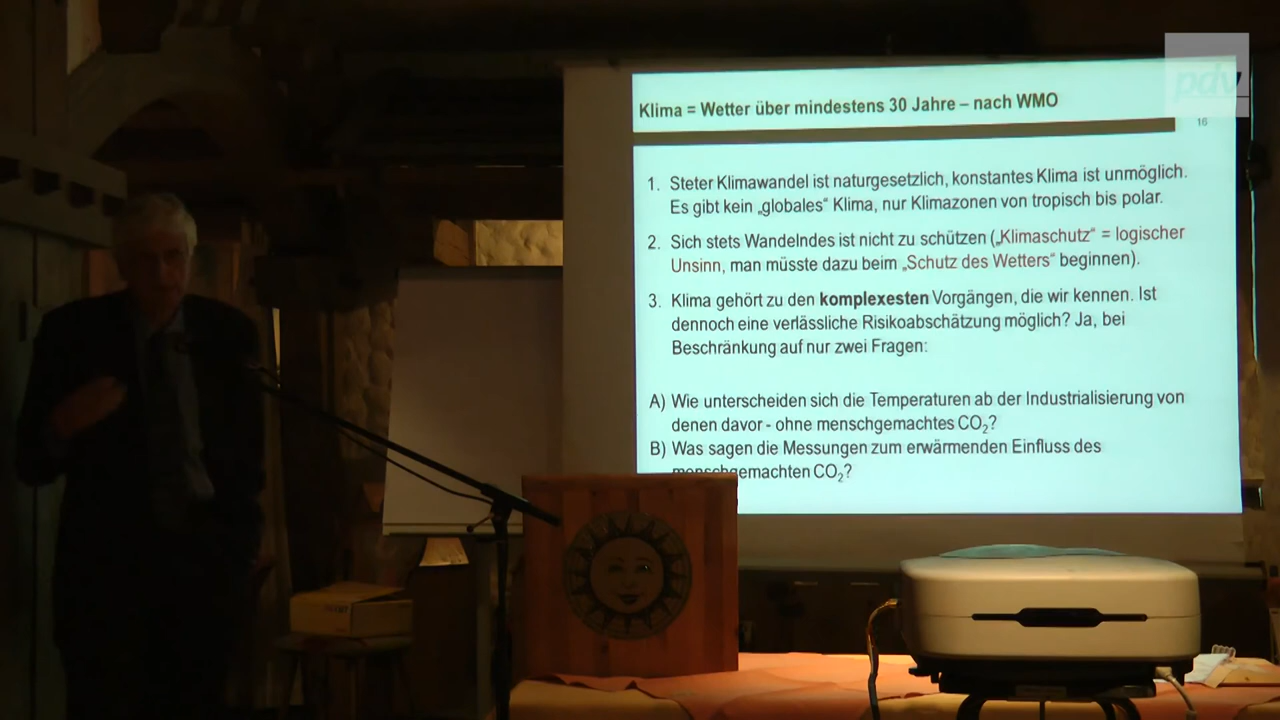 pdv
Klima = Wetter über mindestens 30 Jahre – nach WMO
16
1. Steter Klimawandel ist naturgesetzlich, konstantes Klima ist unmöglich.
Es gibt kein „globales“ Klima, nur Klimazonen von tropisch bis polar.
2. Sich stets Wandelndes ist nicht zu schützen („Klimaschutz“ = logischer
Unsinn, man müsste dazu beim „Schutz des Wetters“ beginnen).
3. Klima gehört zu den komplexesten Vorgängen, die wir kennen. Ist
dennoch eine verlässliche Risikoabschätzung möglich? Ja, bei
Beschränkung auf nur zwei Fragen:
A) Wie unterscheiden sich die Temperaturen ab der Industrialisierung von
denen davor - ohne menschgemachtes CO₂?
B) Was sagen die Messungen zum erwärmenden Einfluss des
menschgemachten CO₂?